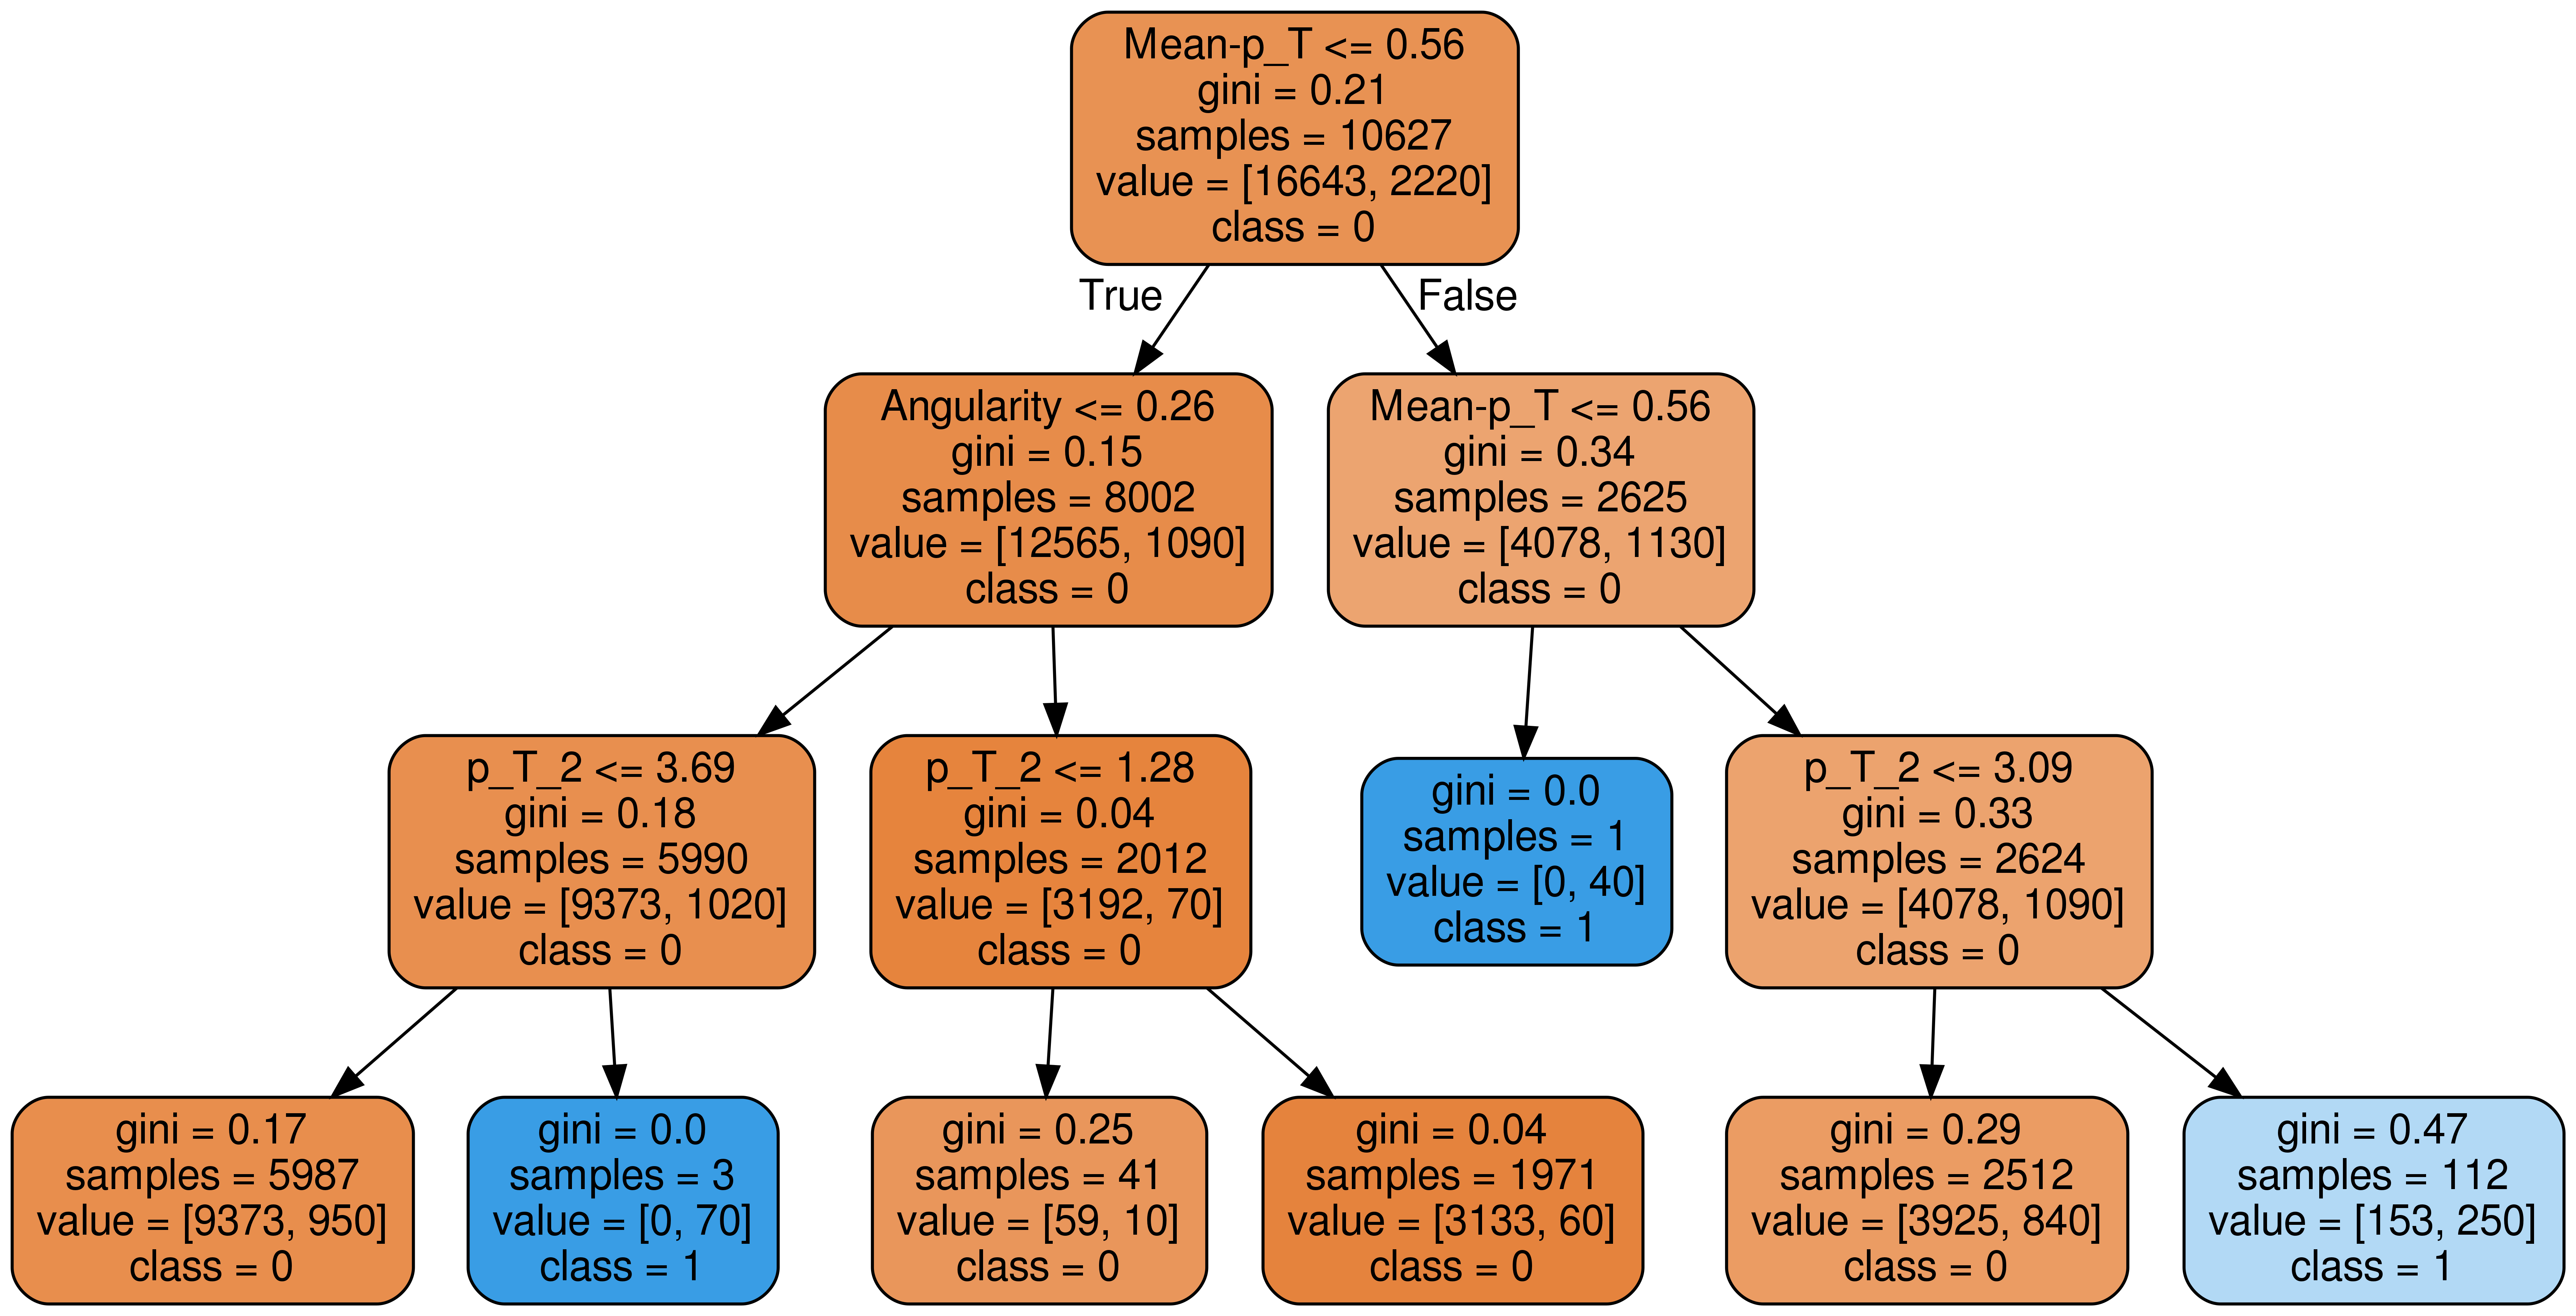 Mean-p_T <= 0.56
gini = 0.21
samples = 10627
value = [16643, 2220]
class = 0
True
False
Angularity <= 0.26
gini = 0.15
samples = 8002
value = [12565, 1090]
class = 0
Mean-p_T <= 0.56
gini = 0.34
samples = 2625
value = [4078, 1130]
class = 0
p_T_2 <= 3.69
gini = 0.18
samples = 5990
value = [9373, 1020]
class = 0
p_T_2 <= 1.28
gini = 0.04
samples = 2012
value = [3192, 70]
class = 0
gini = 0.0
samples = 1
value = [0, 40]
class = 1
p_T_2 <= 3.09
gini = 0.33
samples = 2624
value = [4078, 1090]
class = 0
gini = 0.17
samples = 5987
value = [9373, 950]
class = 0
gini = 0.0
samples = 3
value = [0, 70]
class = 1
gini = 0.25
samples = 41
value = [59, 10]
class = 0
gini = 0.04
samples = 1971
value = [3133, 60]
class = 0
gini = 0.29
samples = 2512
value = [3925, 840]
class = 0
gini = 0.47
samples = 112
value = [153, 250]
class = 1